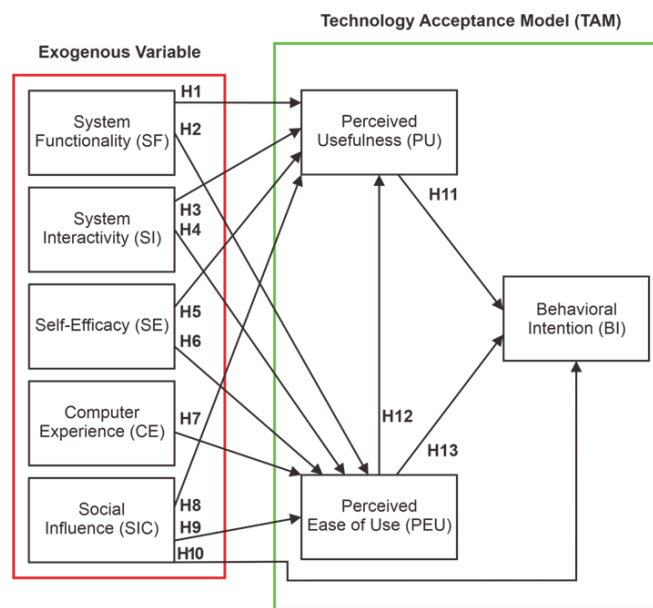 Technology Acceptance Model (TAM)
Exogenous Variable
System
Functionality (SF)
H1
H2
Perceived
Usefulness (PU)
System
Interactivity (SI)
H3
H4
H11
Self-Efficacy (SE)
H5
H6
Behavioral
Intention (BI)
Computer
Experience (CE)
H7
H12
H13
Social
Influence (SIC)
H8
H9
H10
Perceived
Ease of Use (PEU)